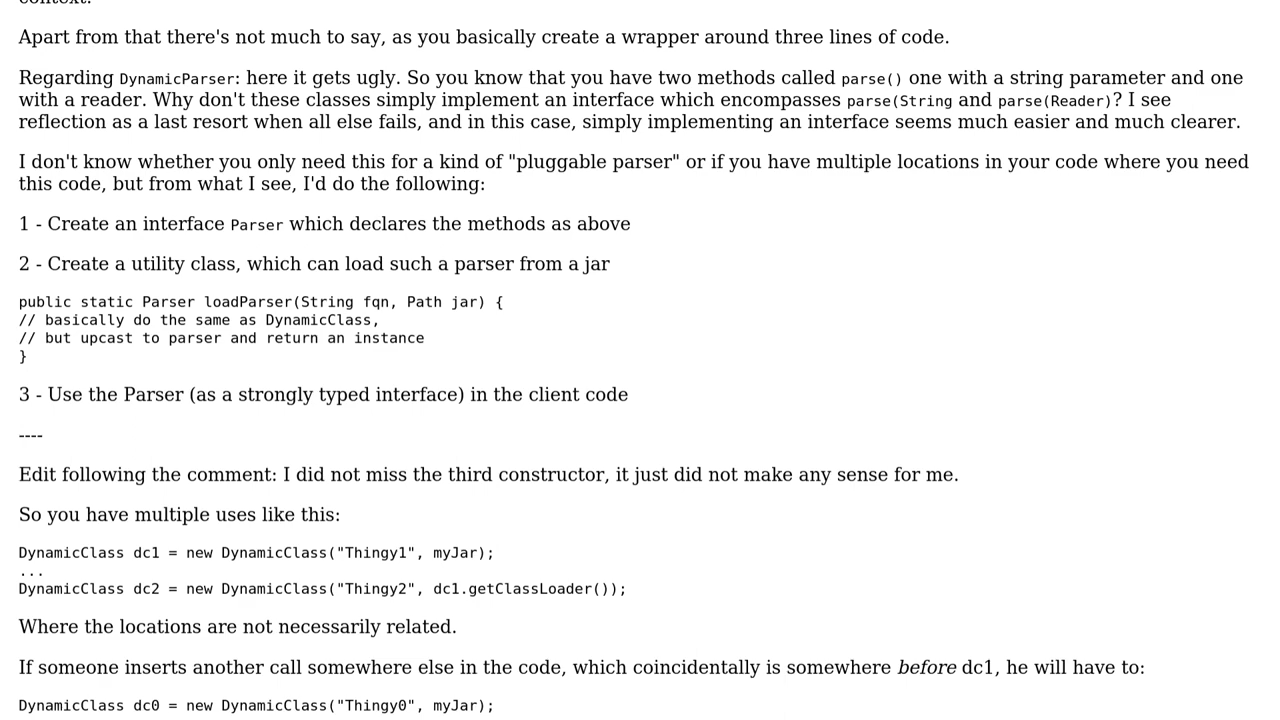 context.
Apart from that there's not much to say, as you basically create a wrapper around three lines of code.
Regarding DynamicParser: here it gets ugly. So you know that you have two methods called parse() one with a string parameter and one
with a reader. Why don't these classes simply implement an interface which encompasses parse(String and parse(Reader)? I see
reflection as a last resort when all else fails, and in this case, simply implementing an interface seems much easier and much clearer.
I don't know whether you only need this for a kind of "pluggable parser" or if you have multiple locations in your code where you need
this code, but from what I see, I'd do the following:
1 - Create an interface Parser which declares the methods as above
2 - Create a utility class, which can load such a parser from a jar
public static Parser loadParser(String fqn, Path jar) {
// basically do the same as DynamicClass,
// but upcast to parser and return an instance
}
3 - Use the Parser (as a strongly typed interface) in the client code
----
Edit following the comment: I did not miss the third constructor, it just did not make any sense for me.
So you have multiple uses like this:
DynamicClass dc1 = new DynamicClass("Thingy1", myJar);
...
DynamicClass dc2 = new DynamicClass("Thingy2", dc1.getClassLoader());
Where the locations are not necessarily related.
If someone inserts another call somewhere else in the code, which coincidentally is somewhere before dc1, he will have to:
DynamicClass dc0 = new DynamicClass("Thingy0", myJar);